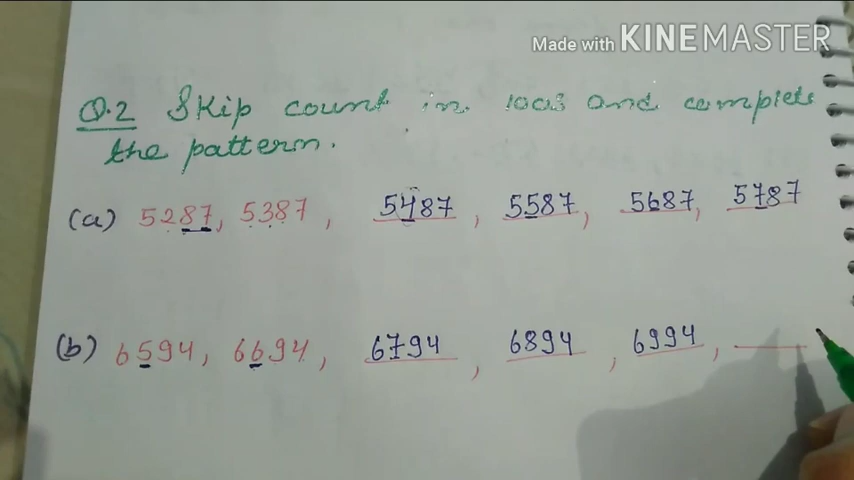 Made with KINEMASTER
Q.2 Skip count in 100s and complete
the pattern.
(a) 5287, 5387, 5487, 5587, 5687, 5787
(b) 6594, 6694, 6794, 6894, 6994,